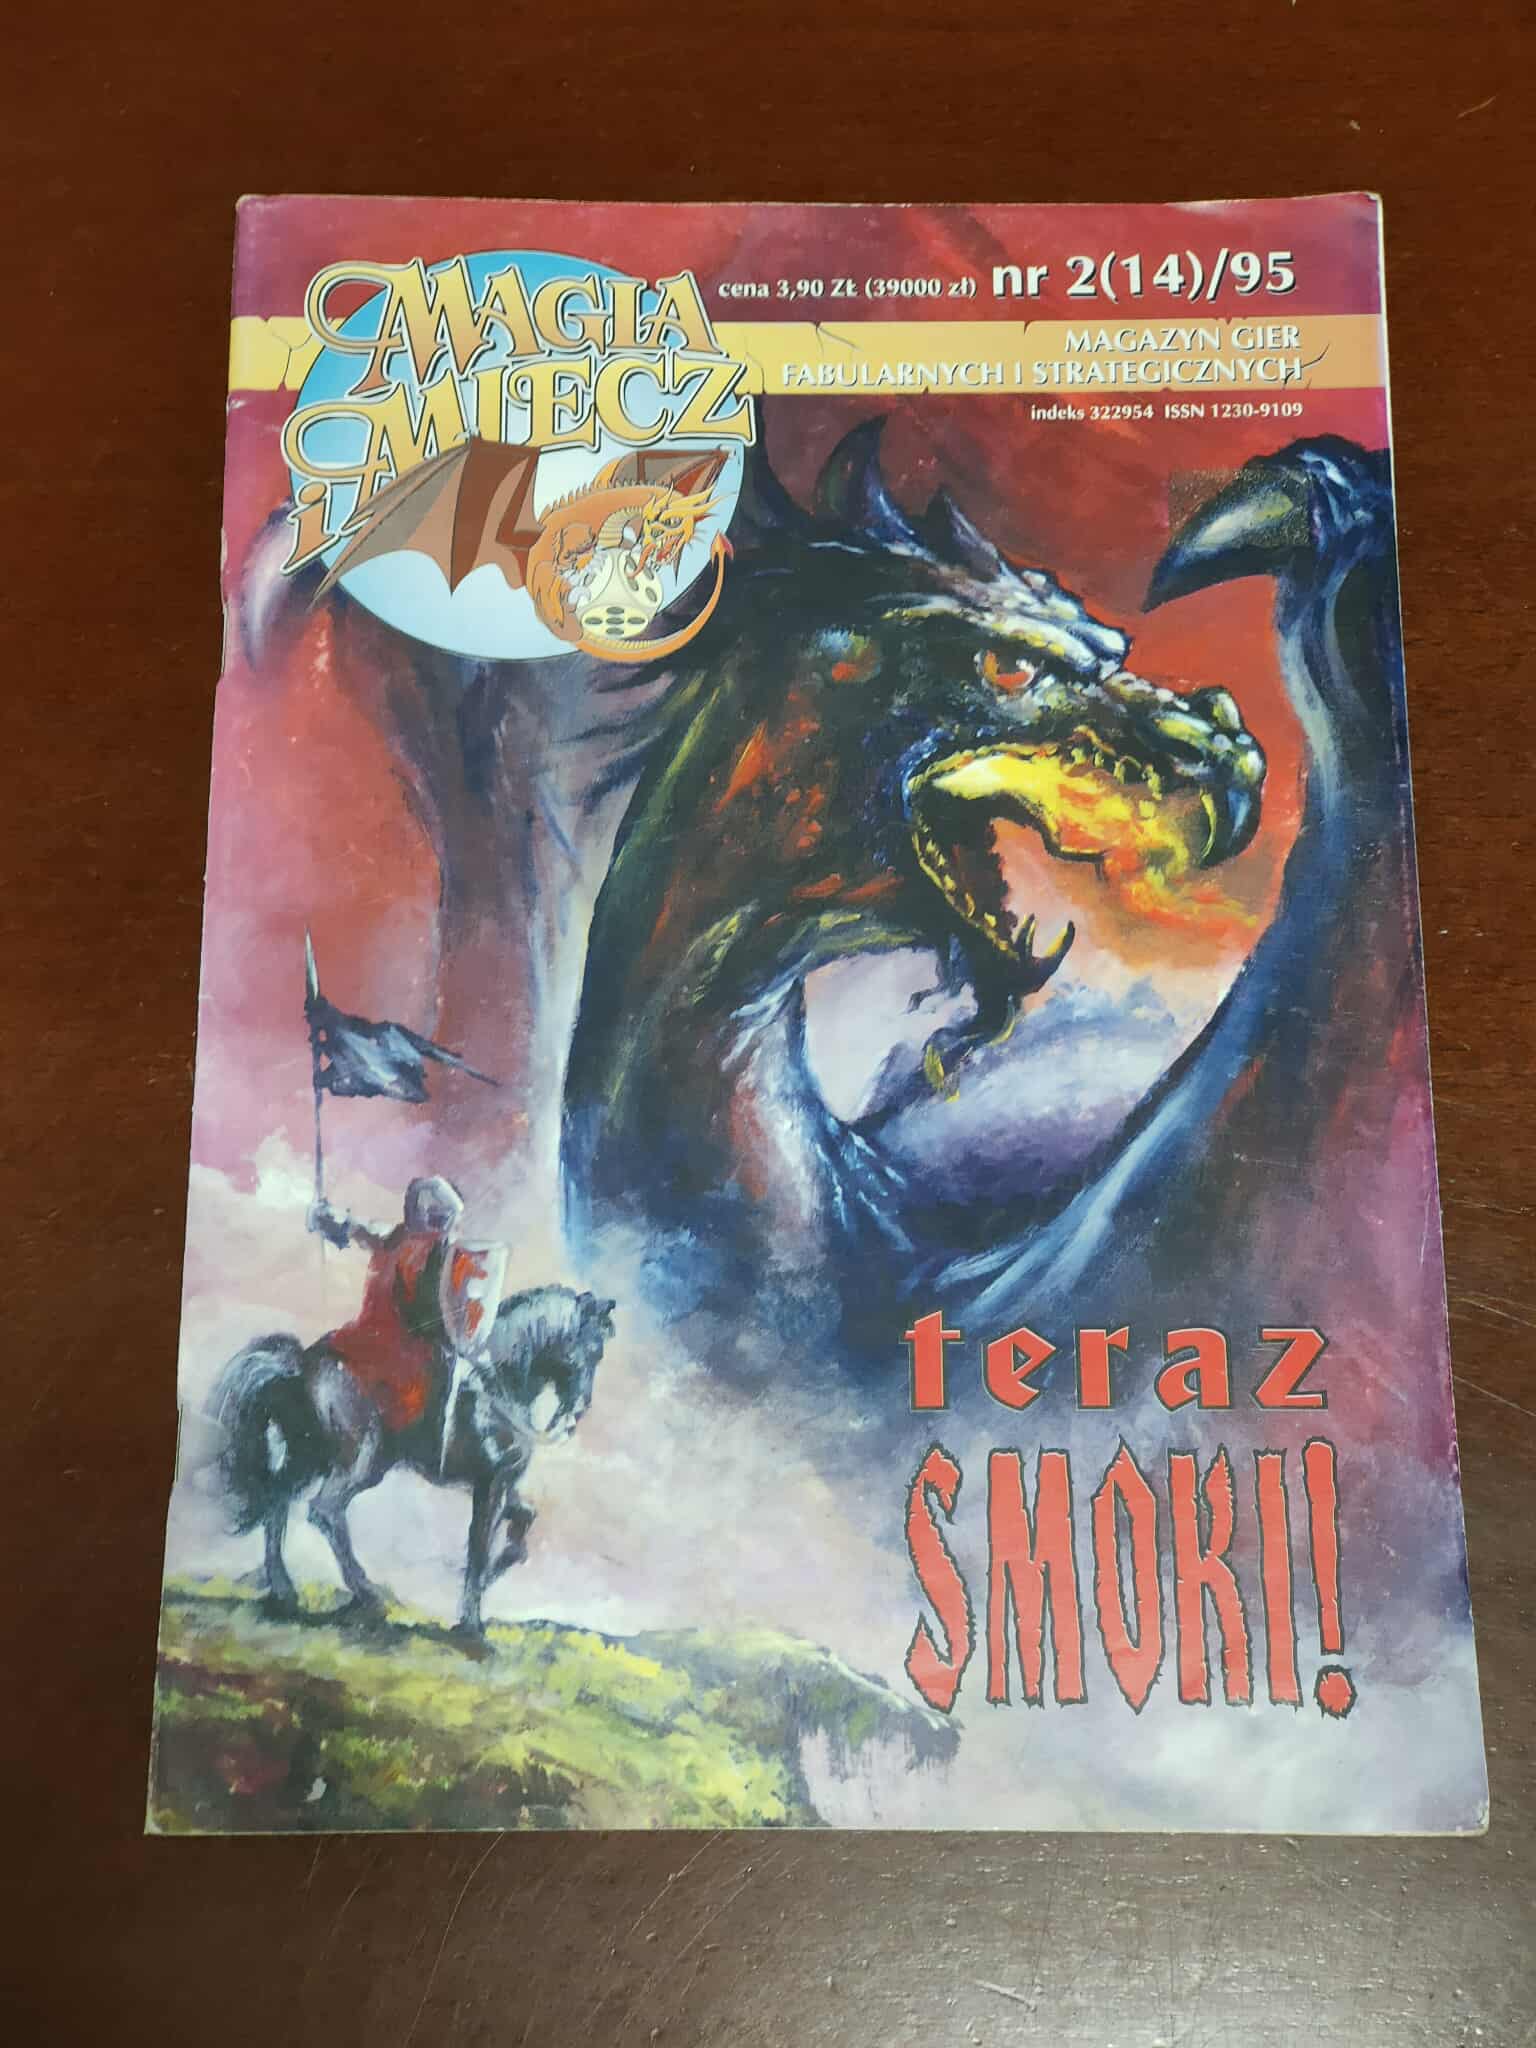 MAGIA
i MIECZ
cena 3,90 ZŁ (39000 zł) nr 2(14)/95
MAGAZYN GIER
FABULARNYCH I STRATEGICZNYCH
indeks 322954 ISSN 1230-9109
teraz
SMOKI!